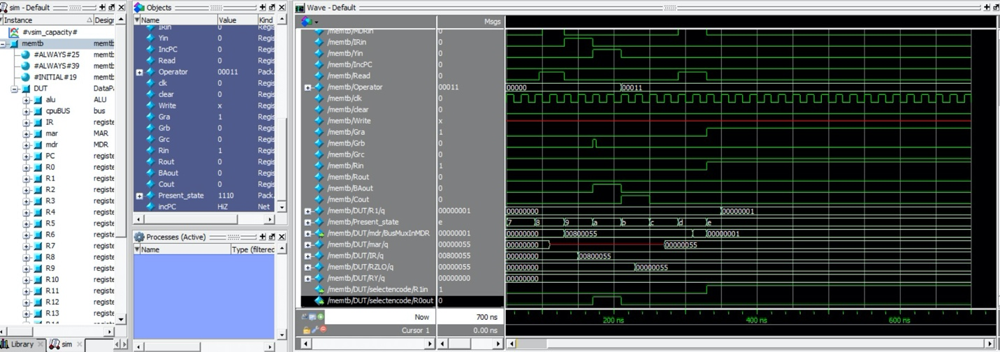 sim - Default
Instance Design
#vsim_capacity#
memtb memtb
#ALWAYS#25 memtb
#ALWAYS#39 memtb
#INITIAL#19 memtb
DUT DataPa
alu ALU
cpuBUS bus
IR registe
mar MAR
mdr MDR
PC registe
R0 registe
R1 registe
R2 registe
R3 registe
R4 registe
R5 registe
R6 registe
R7 registe
R8 registe
R9 registe
R10 registe
R11 registe
R12 registe
R13 registe
Library sim
Objects
Name Value Kind
IRin 0 Regis
Yin 0 Regis
IncPC 0 Regis
Read 0 Regis
Operator 00011 Pack.
clk 0 Regis
clear 0 Regis
Write x Regis
Gra 1 Regis
Grb 0 Regis
Grc 0 Regis
Rin 1 Regis
Rout 0 Regis
BAout 0 Regis
Cout 0 Regis
Present_state 1110 Pack.
incPC HiZ Net
Processes (Active)
Name Type (filtered
Wave - Default
Msgs
/memtb/MDRin 0
/memtb/IRin 0
/memtb/Yin 0
/memtb/IncPC 0
/memtb/Read 0
/memtb/Operator 00011 00000 00011
/memtb/clk 0
/memtb/clear 0
/memtb/Write x
/memtb/Gra 1
/memtb/Grb 0
/memtb/Grc 0
/memtb/Rin 1
/memtb/Rout 0
/memtb/BAout 0
/memtb/Cout 0
/memtb/DUT/R1/q 00000001 00000000 00000001
/memtb/Present_state e 7 8 9 a b c d e
/memtb/DUT/mdr/BusMuxInMDR 00000001 00000000 00800055 00000001
/memtb/DUT/mar/q 00000055 00000000 00000055
/memtb/DUT/IR/q 00800055 00000000 00800055
/memtb/DUT/RZLO/q 00000055 00000000 00000055
/memtb/DUT/RY/q 00000000 00000000
/memtb/DUT/selectencode/R1in 1
/memtb/DUT/selectencode/R0out 0
Now 700 ns 200 ns 400 ns 600 ns
Cursor 1 0.00 ns